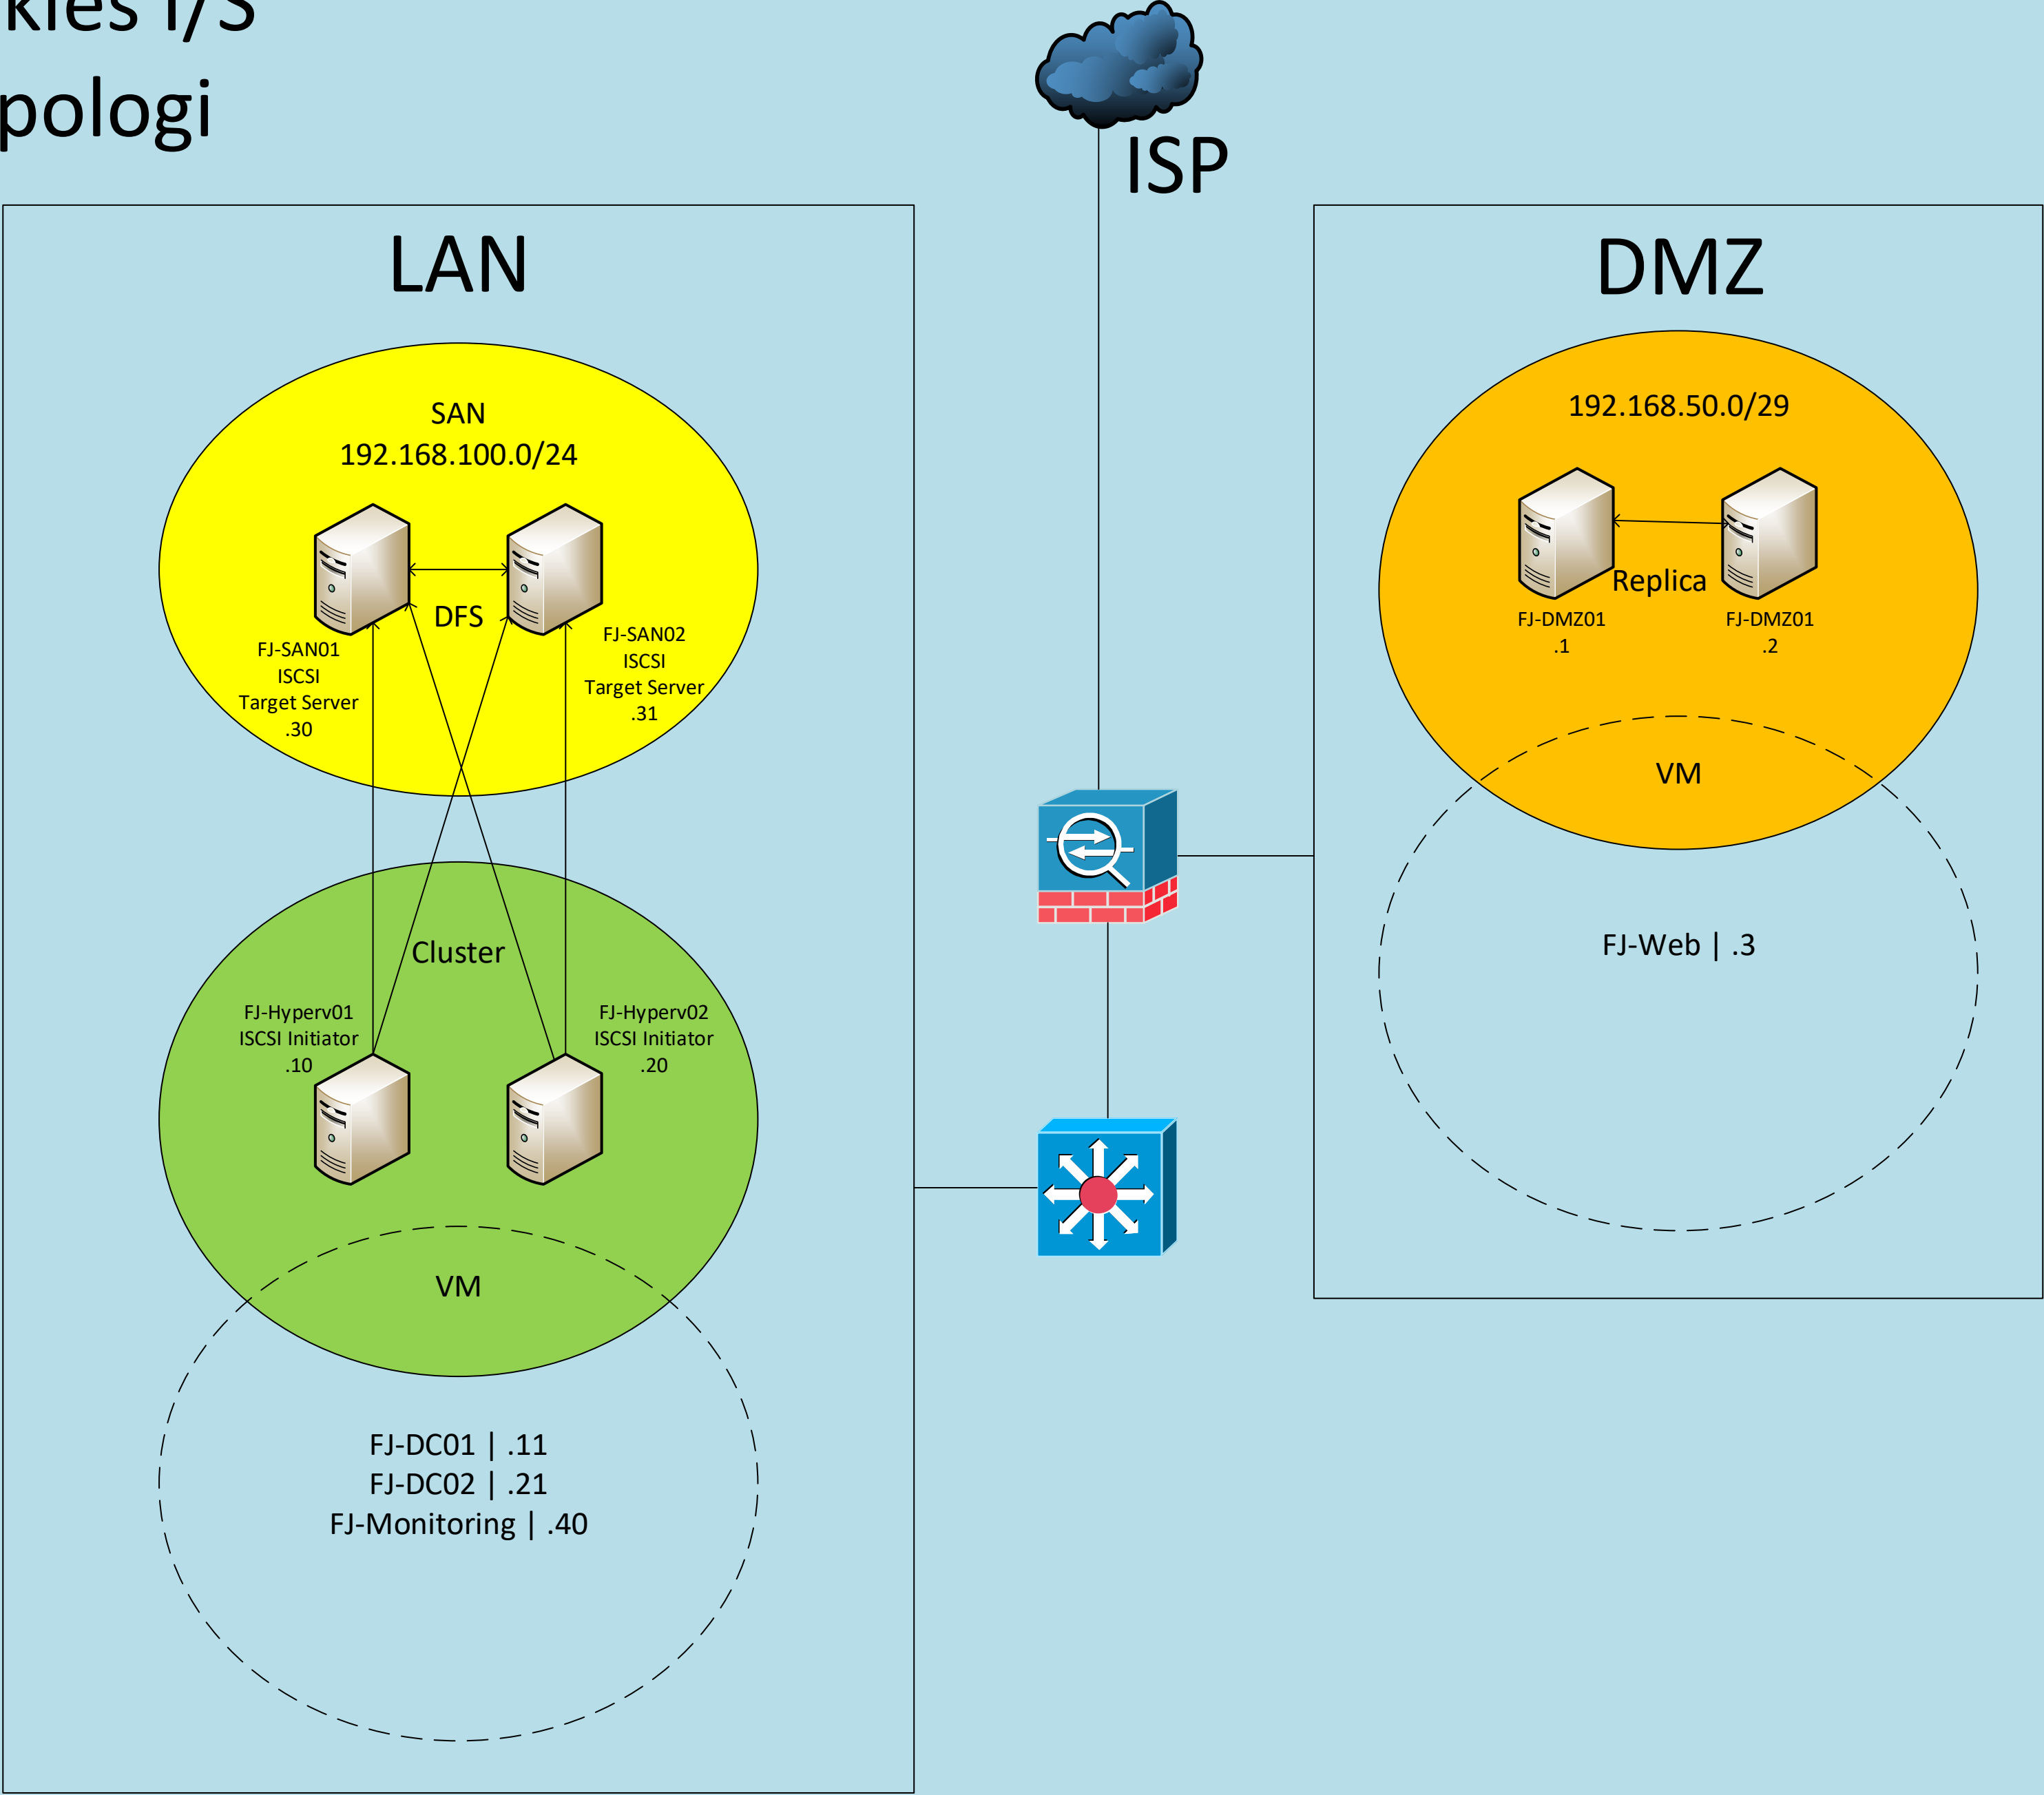 kies I/S
pologi
ISP
LAN
SAN
192.168.100.0/24
DFS
FJ-SAN01
ISCSI
Target Server
.30
FJ-SAN02
ISCSI
Target Server
.31
Cluster
FJ-Hyperv01
ISCSI Initiator
.10
FJ-Hyperv02
ISCSI Initiator
.20
VM
FJ-DC01 | .11
FJ-DC02 | .21
FJ-Monitoring | .40
DMZ
192.168.50.0/29
Replica
FJ-DMZ01
.1
FJ-DMZ01
.2
VM
FJ-Web | .3